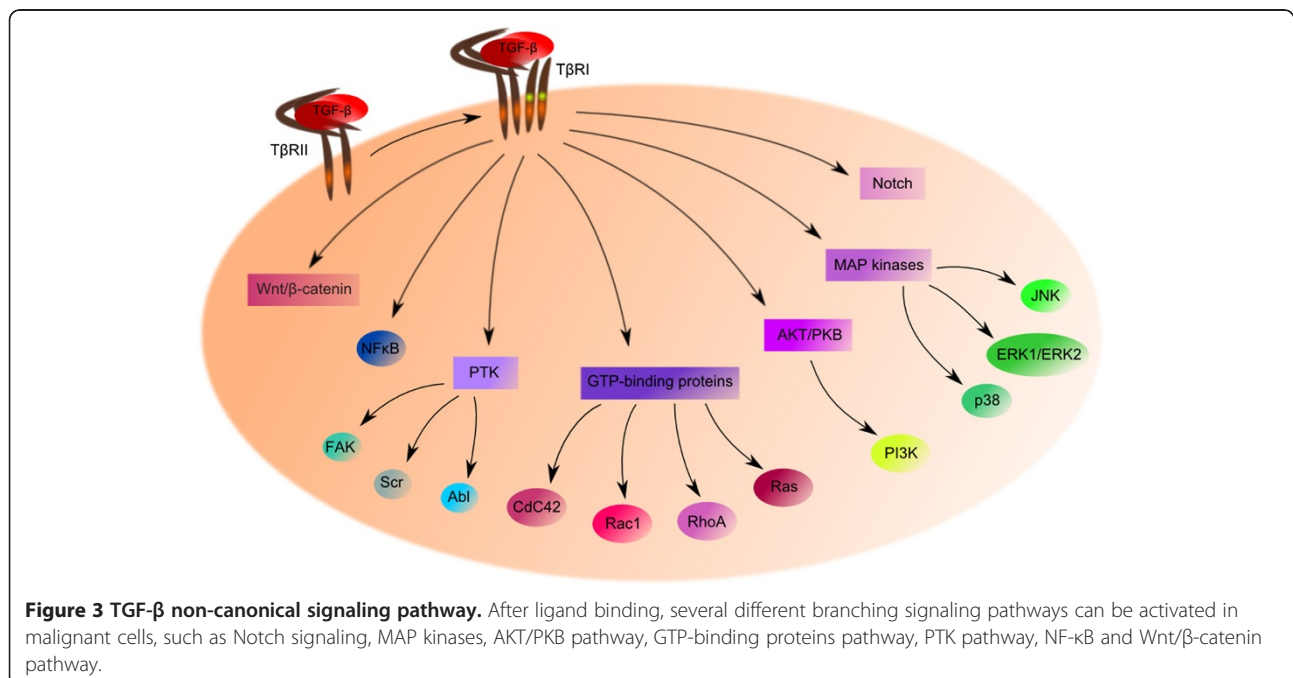 TGF-β
TβRI
TGF-β
TβRII
Notch
MAP kinases
Wnt/β-catenin
JNK
AKT/PKB
NFκB
ERK1/ERK2
PTK
GTP-binding proteins
p38
FAK
PI3K
Scr
Abl
Ras
CdC42
Rac1
RhoA
Figure 3 TGF-β non-canonical signaling pathway. After ligand binding, several different branching signaling pathways can be activated in
malignant cells, such as Notch signaling, MAP kinases, AKT/PKB pathway, GTP-binding proteins pathway, PTK pathway, NF-κB and Wnt/β-catenin
pathway.